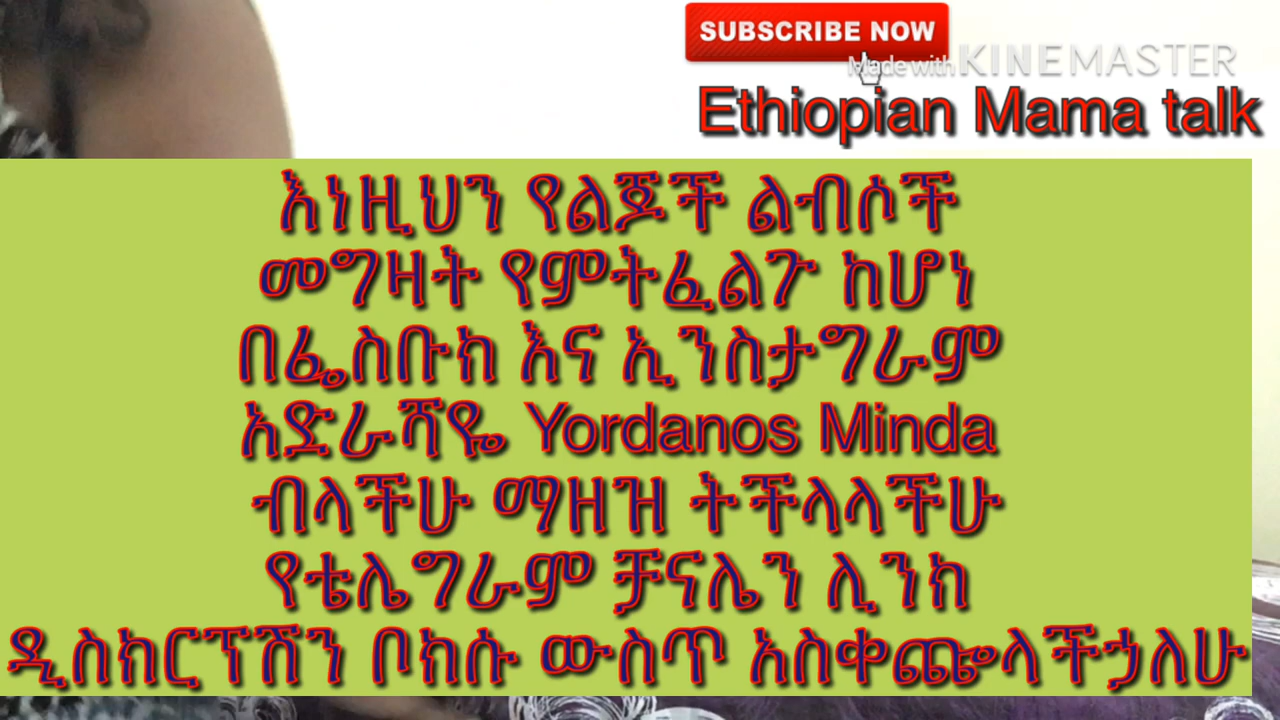 SUBSCRIBE NOW
Made with KINEMASTER
Ethiopian Mama talk
እነዚህን የልጆች ልብሶች
መግዛት የምትፈልጉ ከሆነ
በፌስቡክ እና ኢንስታግራም
አድራሻዬ Yordanos Minda
ብላችሁ ማዘዝ ትችላላችሁ
የቴሌግራም ቻናሌን ሊንክ
ዲስክርፕሽን ቦክሱ ውስጥ አስቀጬላችኃለሁ